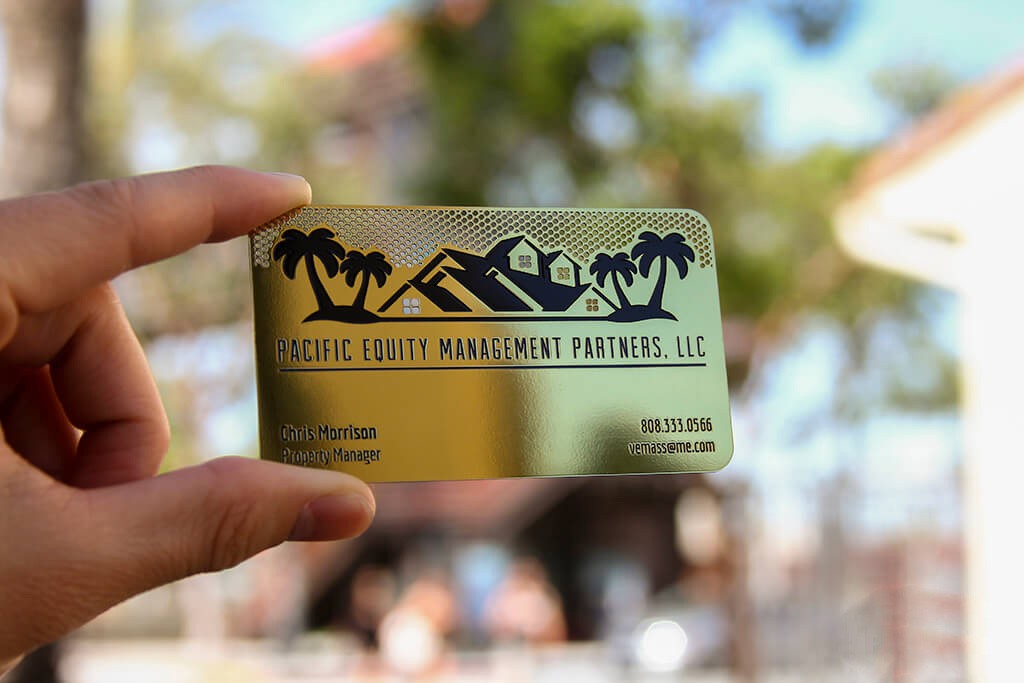 PACIFIC EQUITY MANAGEMENT PARTNERS, LLC
Chris Morrison
Property Manager
808.333.0566
vemass@me.com